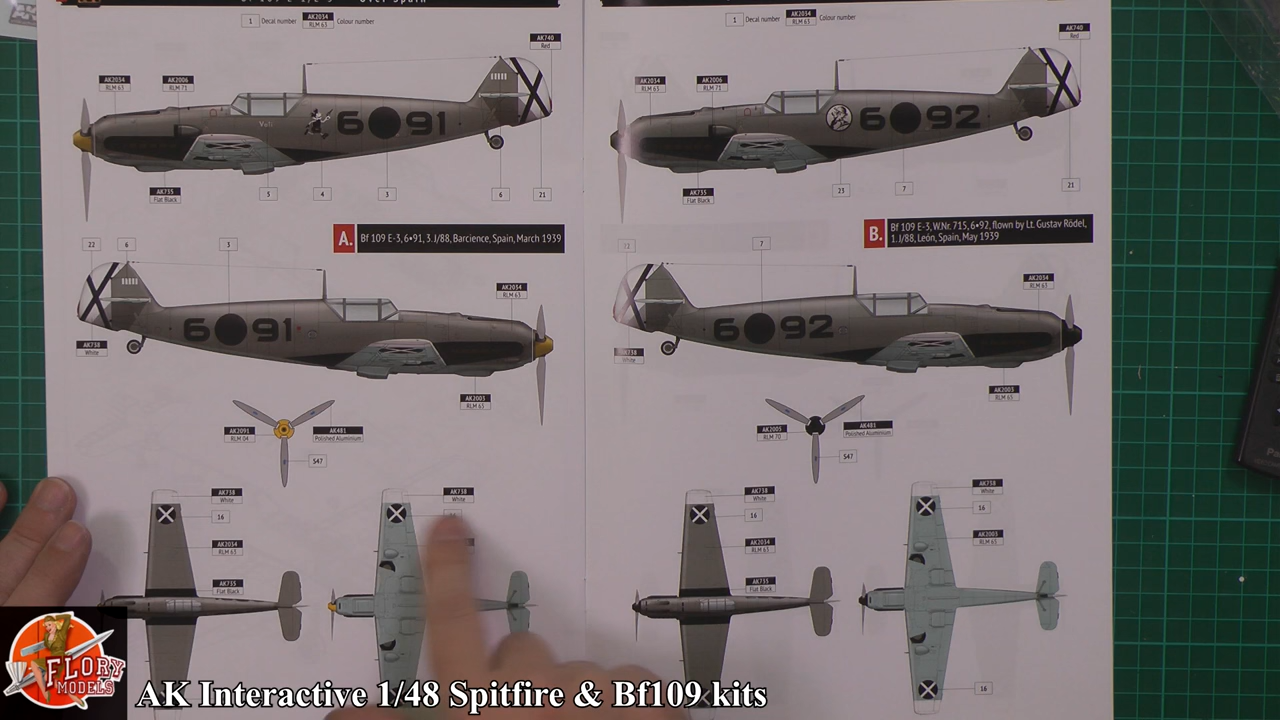 1 Decal number AK2034 RLM 63 Colour number
1 Decal number AK2034 RLM 63 Colour number
AK740
Red
AK740
Red
AK2034
RLM 63
AK2006
RLM 71
AK2034
RLM 63
AK2006
RLM 71
Vati
6 91
6 92
AK735
Flat Black
5
4
3
6
21
AK735
Flat Black
23
7
21
A. Bf 109 E-3, 6•91, 3. J/88, Barcience, Spain, March 1939
B. Bf 109 E-3, W.Nr. 715, 6•92, flown by Lt. Gustav Rödel,
1. J/88, León, Spain, May 1939
22
6
3
7
AK2034
RLM 63
AK2034
RLM 63
6 91
6 92
AK738
White
White
AK2003
RLM 65
AK2003
RLM 65
AK2091
RLM 04
AK481
Polished Aluminium
S47
AK2005
RLM 70
AK481
Polished Aluminium
S47
AK738
White
16
AK2034
RLM 63
AK735
Flat Black
AK738
White
AK738
White
16
AK2034
RLM 63
AK735
Flat Black
AK738
White
16
AK2003
RLM 65
16
FLORY
MODELS
AK Interactive 1/48 Spitfire & Bf109 kits